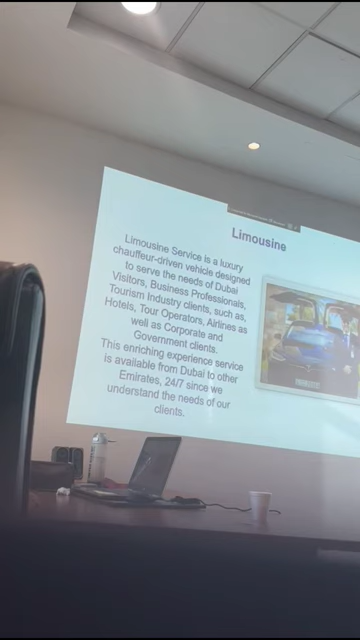 Limousine
Limousine Service is a luxury
chauffeur-driven vehicle designed
to serve the needs of Dubai
Visitors, Business Professionals,
Tourism Industry clients, such as,
Hotels, Tour Operators, Airlines as
well as Corporate and
Government clients.
This enriching experience service
is available from Dubai to other
Emirates, 24/7 since we
understand the needs of our
clients.